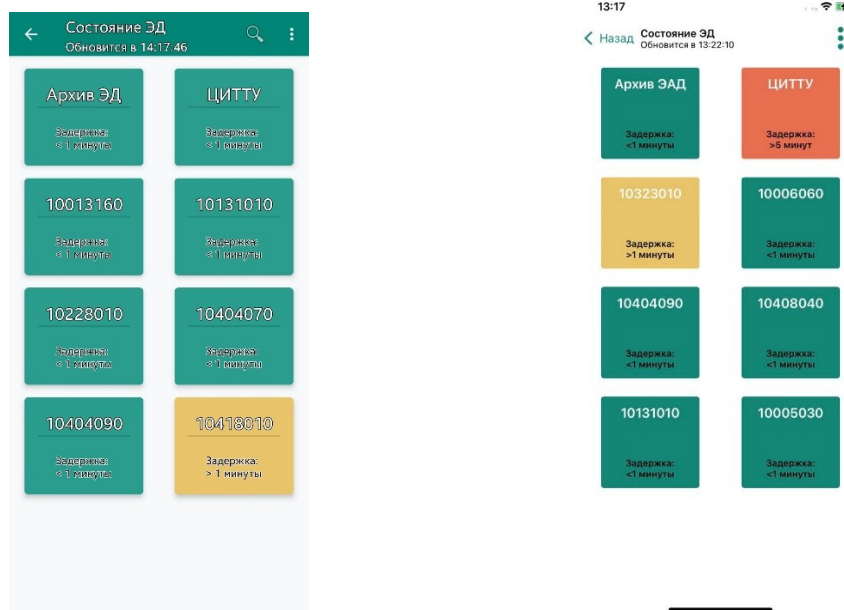 Состояние ЭД
Обновится в 14:17:46
Архив ЭД
Задержка:
< 1 минуты
ЦИТТУ
Задержка:
< 1 минуты
10013160
Задержка:
< 1 минуты
10131010
Задержка:
< 1 минуты
10228010
Задержка:
< 1 минуты
10404070
Задержка:
< 1 минуты
10404090
Задержка:
< 1 минуты
10418010
Задержка:
> 1 минуты
13:17
Назад
Состояние ЭД
Обновится в 13:22:10
Архив ЭАД
Задержка:
<1 минуты
ЦИТТУ
Задержка:
>5 минут
10323010
Задержка:
>1 минуты
10006060
Задержка:
<1 минуты
10404090
Задержка:
<1 минуты
10408040
Задержка:
<1 минуты
10131010
Задержка:
<1 минуты
10005030
Задержка:
<1 минуты